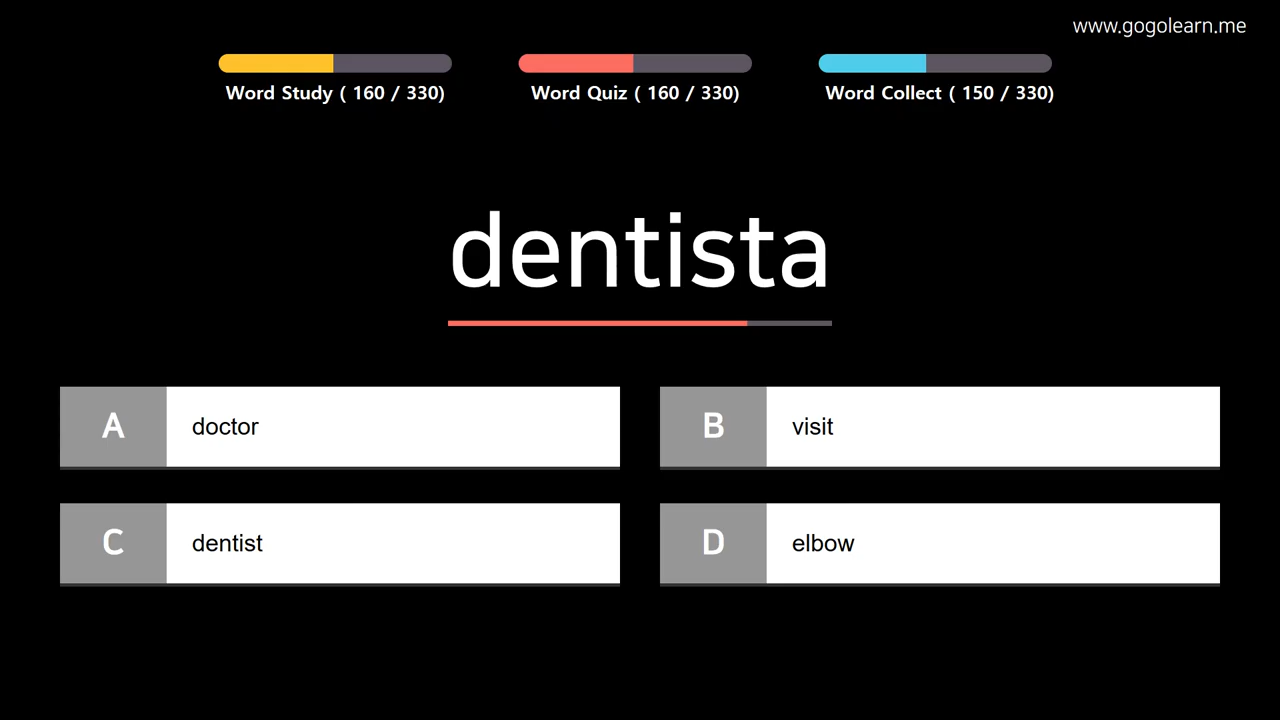 www.gogolearn.me
Word Study ( 160 / 330)
Word Quiz ( 160 / 330)
Word Collect ( 150 / 330)
dentista
A
doctor
B
visit
C
dentist
D
elbow